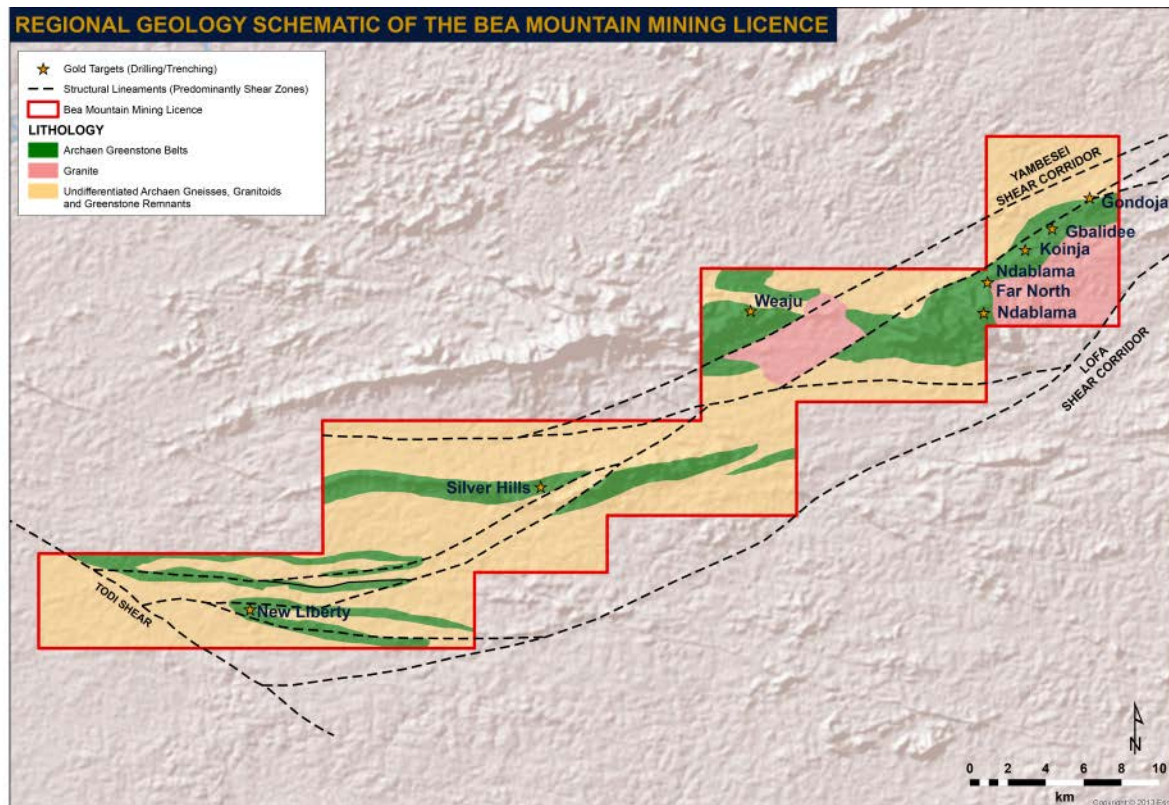 REGIONAL GEOLOGY SCHEMATIC OF THE BEA MOUNTAIN MINING LICENCE
Gold Targets (Drilling/Trenching)
Structural Lineaments (Predominantly Shear Zones)
Bea Mountain Mining Licence
LITHOLOGY
Archaen Greenstone Belts
Granite
Undifferentiated Archaen Gneisses, Granitoids
and Greenstone Remnants
YAMBESEI
SHEAR CORRIDOR
Gondoja
Gbalidee
Koinja
Ndablama
Far North
Ndablama
Weaju
LOFA
SHEAR CORRIDOR
Silver Hills
TODI SHEAR
New Liberty
N
0 2 4 6 8 10
km
Copyright © 2013